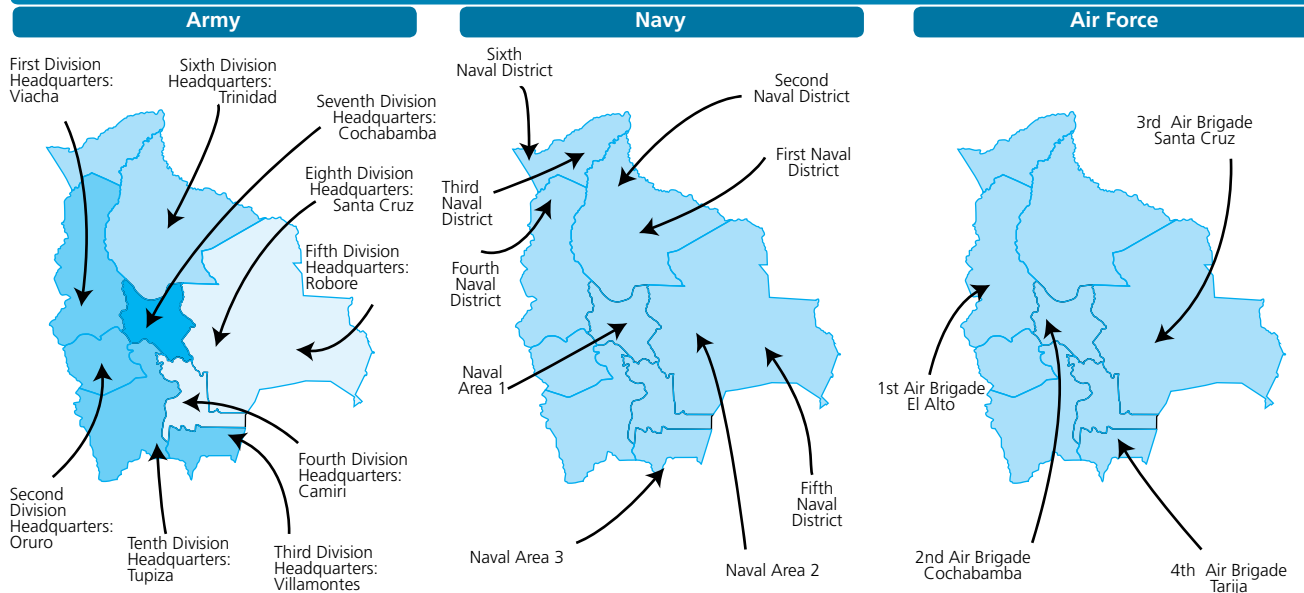 Army
First Division
Headquarters:
Viacha
Sixth Division
Headquarters:
Trinidad
Seventh Division
Headquarters:
Cochabamba
Eighth Division
Headquarters:
Santa Cruz
Fifth Division
Headquarters:
Robore
Fourth Division
Headquarters:
Camiri
Second
Division
Headquarters:
Oruro
Tenth Division
Headquarters:
Tupiza
Third Division
Headquarters:
Villamontes
Navy
Sixth
Naval District
Second
Naval District
First Naval
District
Third
Naval
District
Fourth
Naval
District
Naval
Area 1
Fifth
Naval
District
Naval Area 3
Naval Area 2
Air Force
3rd Air Brigade
Santa Cruz
1st Air Brigade
El Alto
2nd Air Brigade
Cochabamba
4th Air Brigade
Tarija